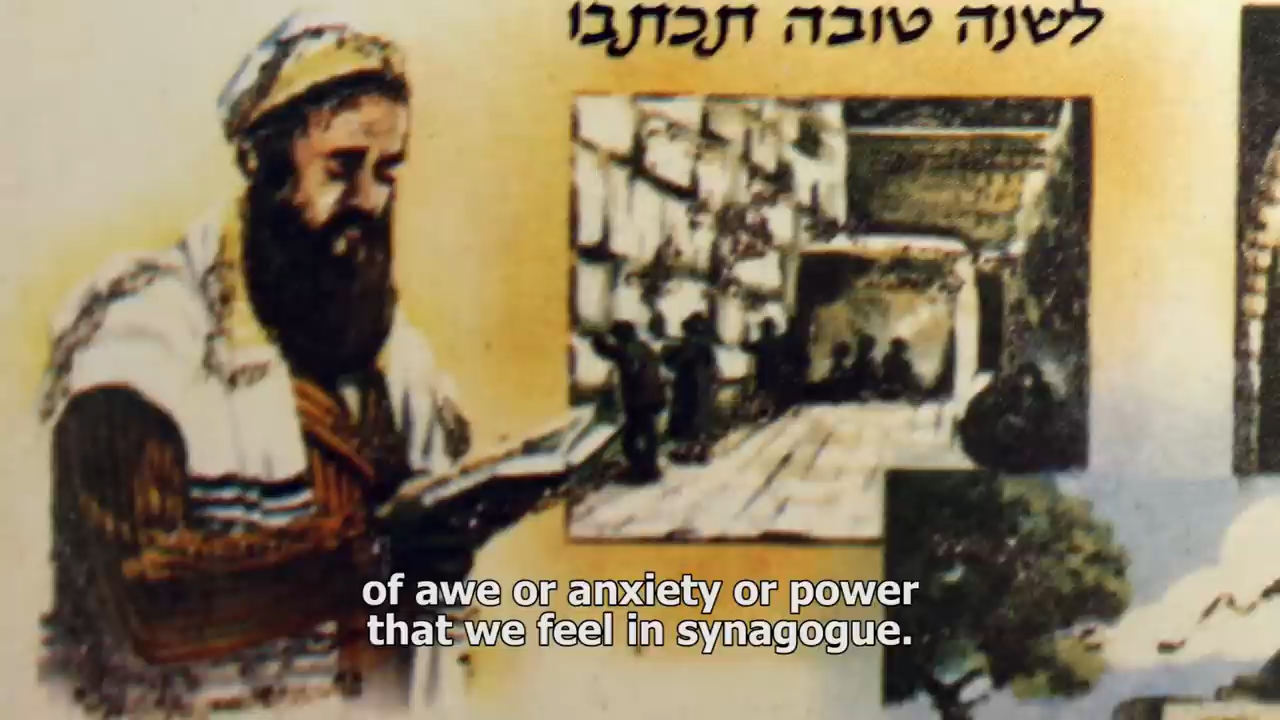 לשנה טובה תכתבו
of awe or anxiety or power
that we feel in synagogue.